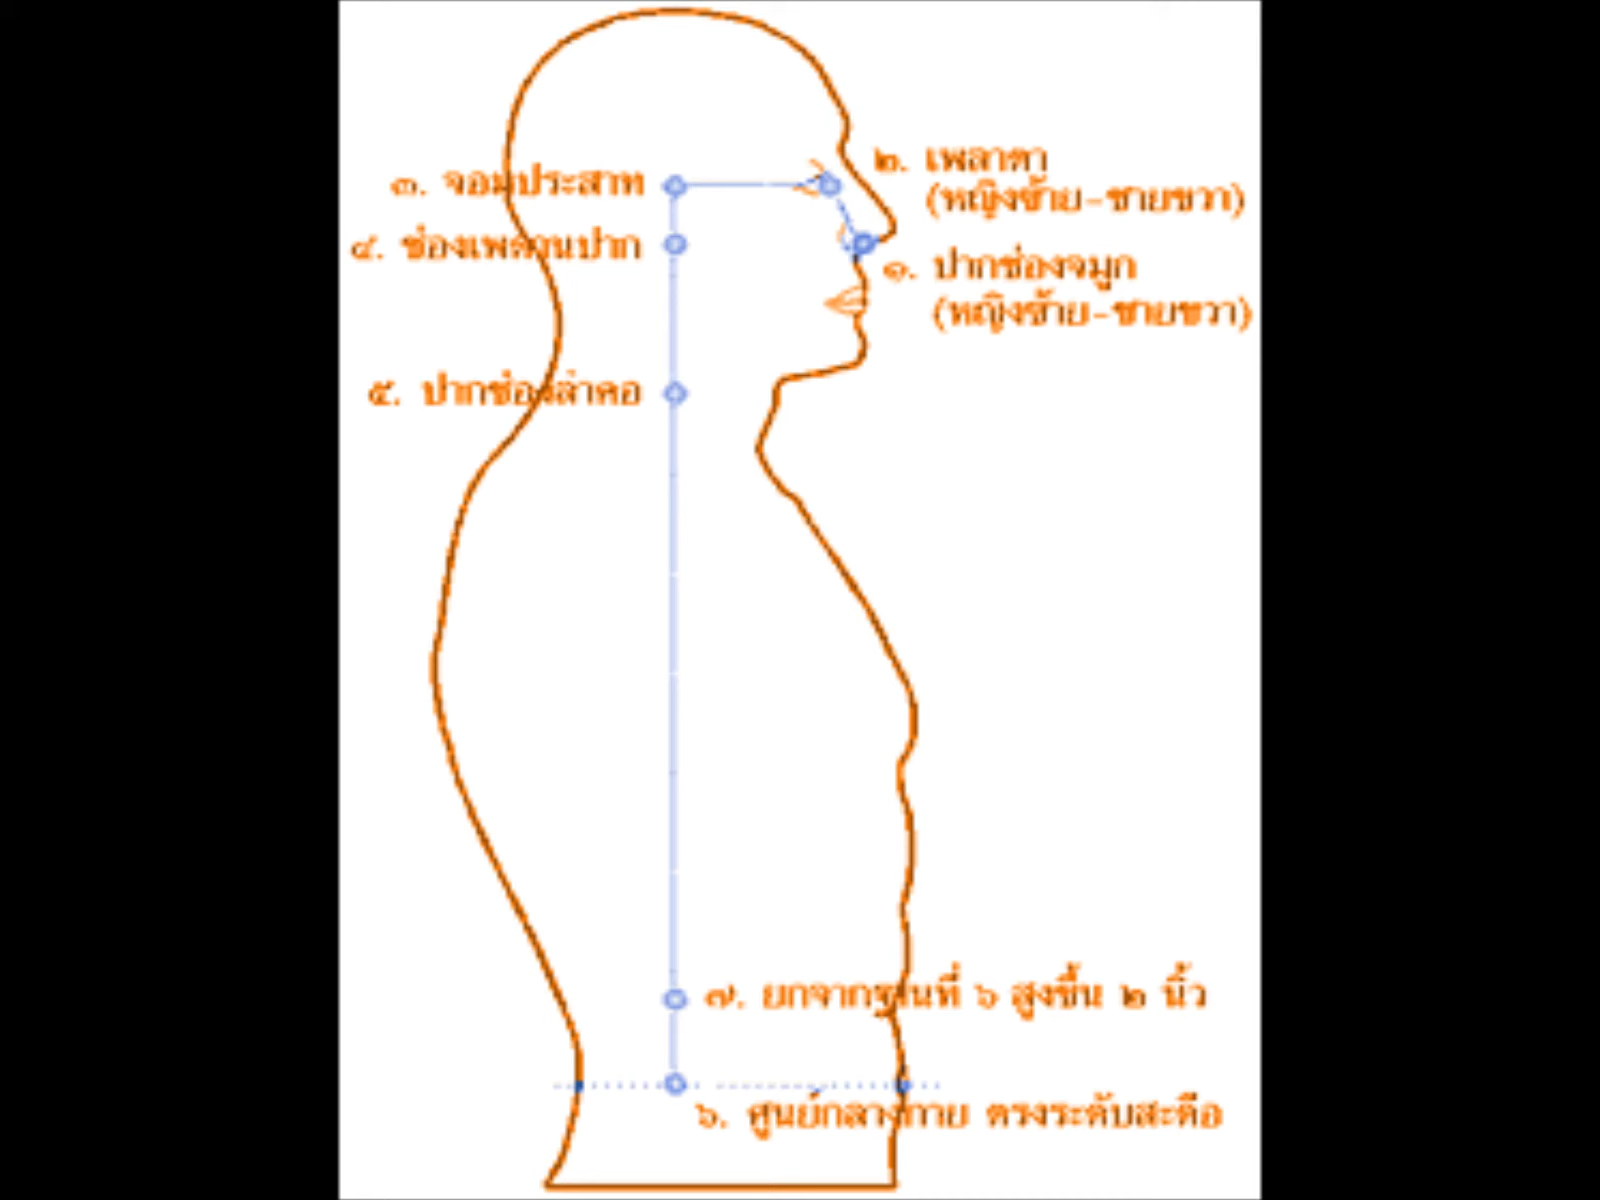 ๒. เพลาตา
(หญิงซ้าย-ชายขวา)
๓. จอมประสาท
๔. ช่องเพดานปาก
๑. ปากช่องจมูก
(หญิงซ้าย-ชายขวา)
๕. ปากช่องลำคอ
๗. ยกจากฐานที่ ๖ สูงขึ้น ๒ นิ้ว
๖. ศูนย์กลางกาย ตรงระดับสะดือ